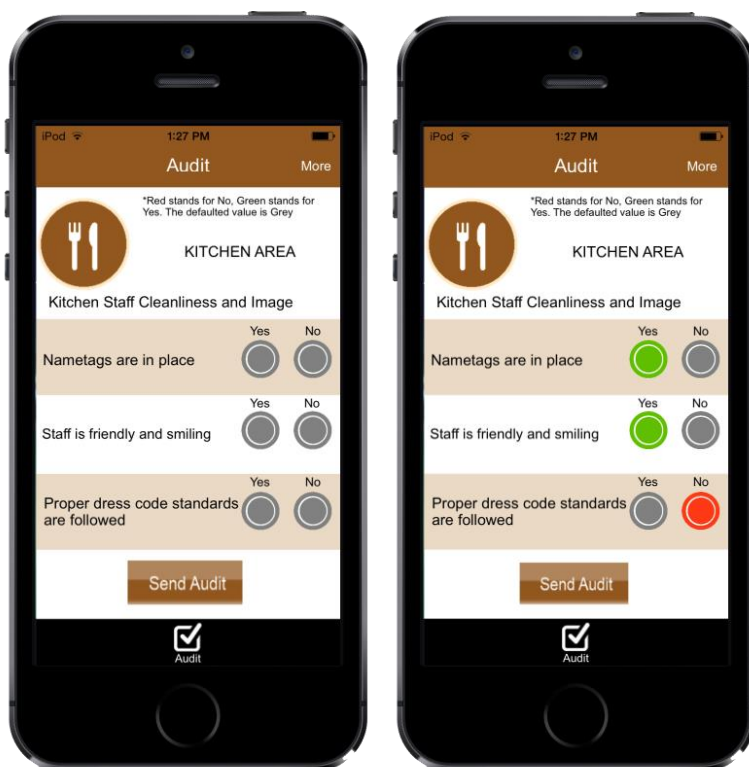 iPod 1:27 PM
Audit More
*Red stands for No, Green stands for
Yes. The defaulted value is Grey
KITCHEN AREA
Kitchen Staff Cleanliness and Image
Yes No
Nametags are in place
Yes No
Staff is friendly and smiling
Yes No
Proper dress code standards
are followed
Send Audit
Audit
iPod 1:27 PM
Audit More
*Red stands for No, Green stands for
Yes. The defaulted value is Grey
KITCHEN AREA
Kitchen Staff Cleanliness and Image
Yes No
Nametags are in place
Yes No
Staff is friendly and smiling
Yes No
Proper dress code standards
are followed
Send Audit
Audit